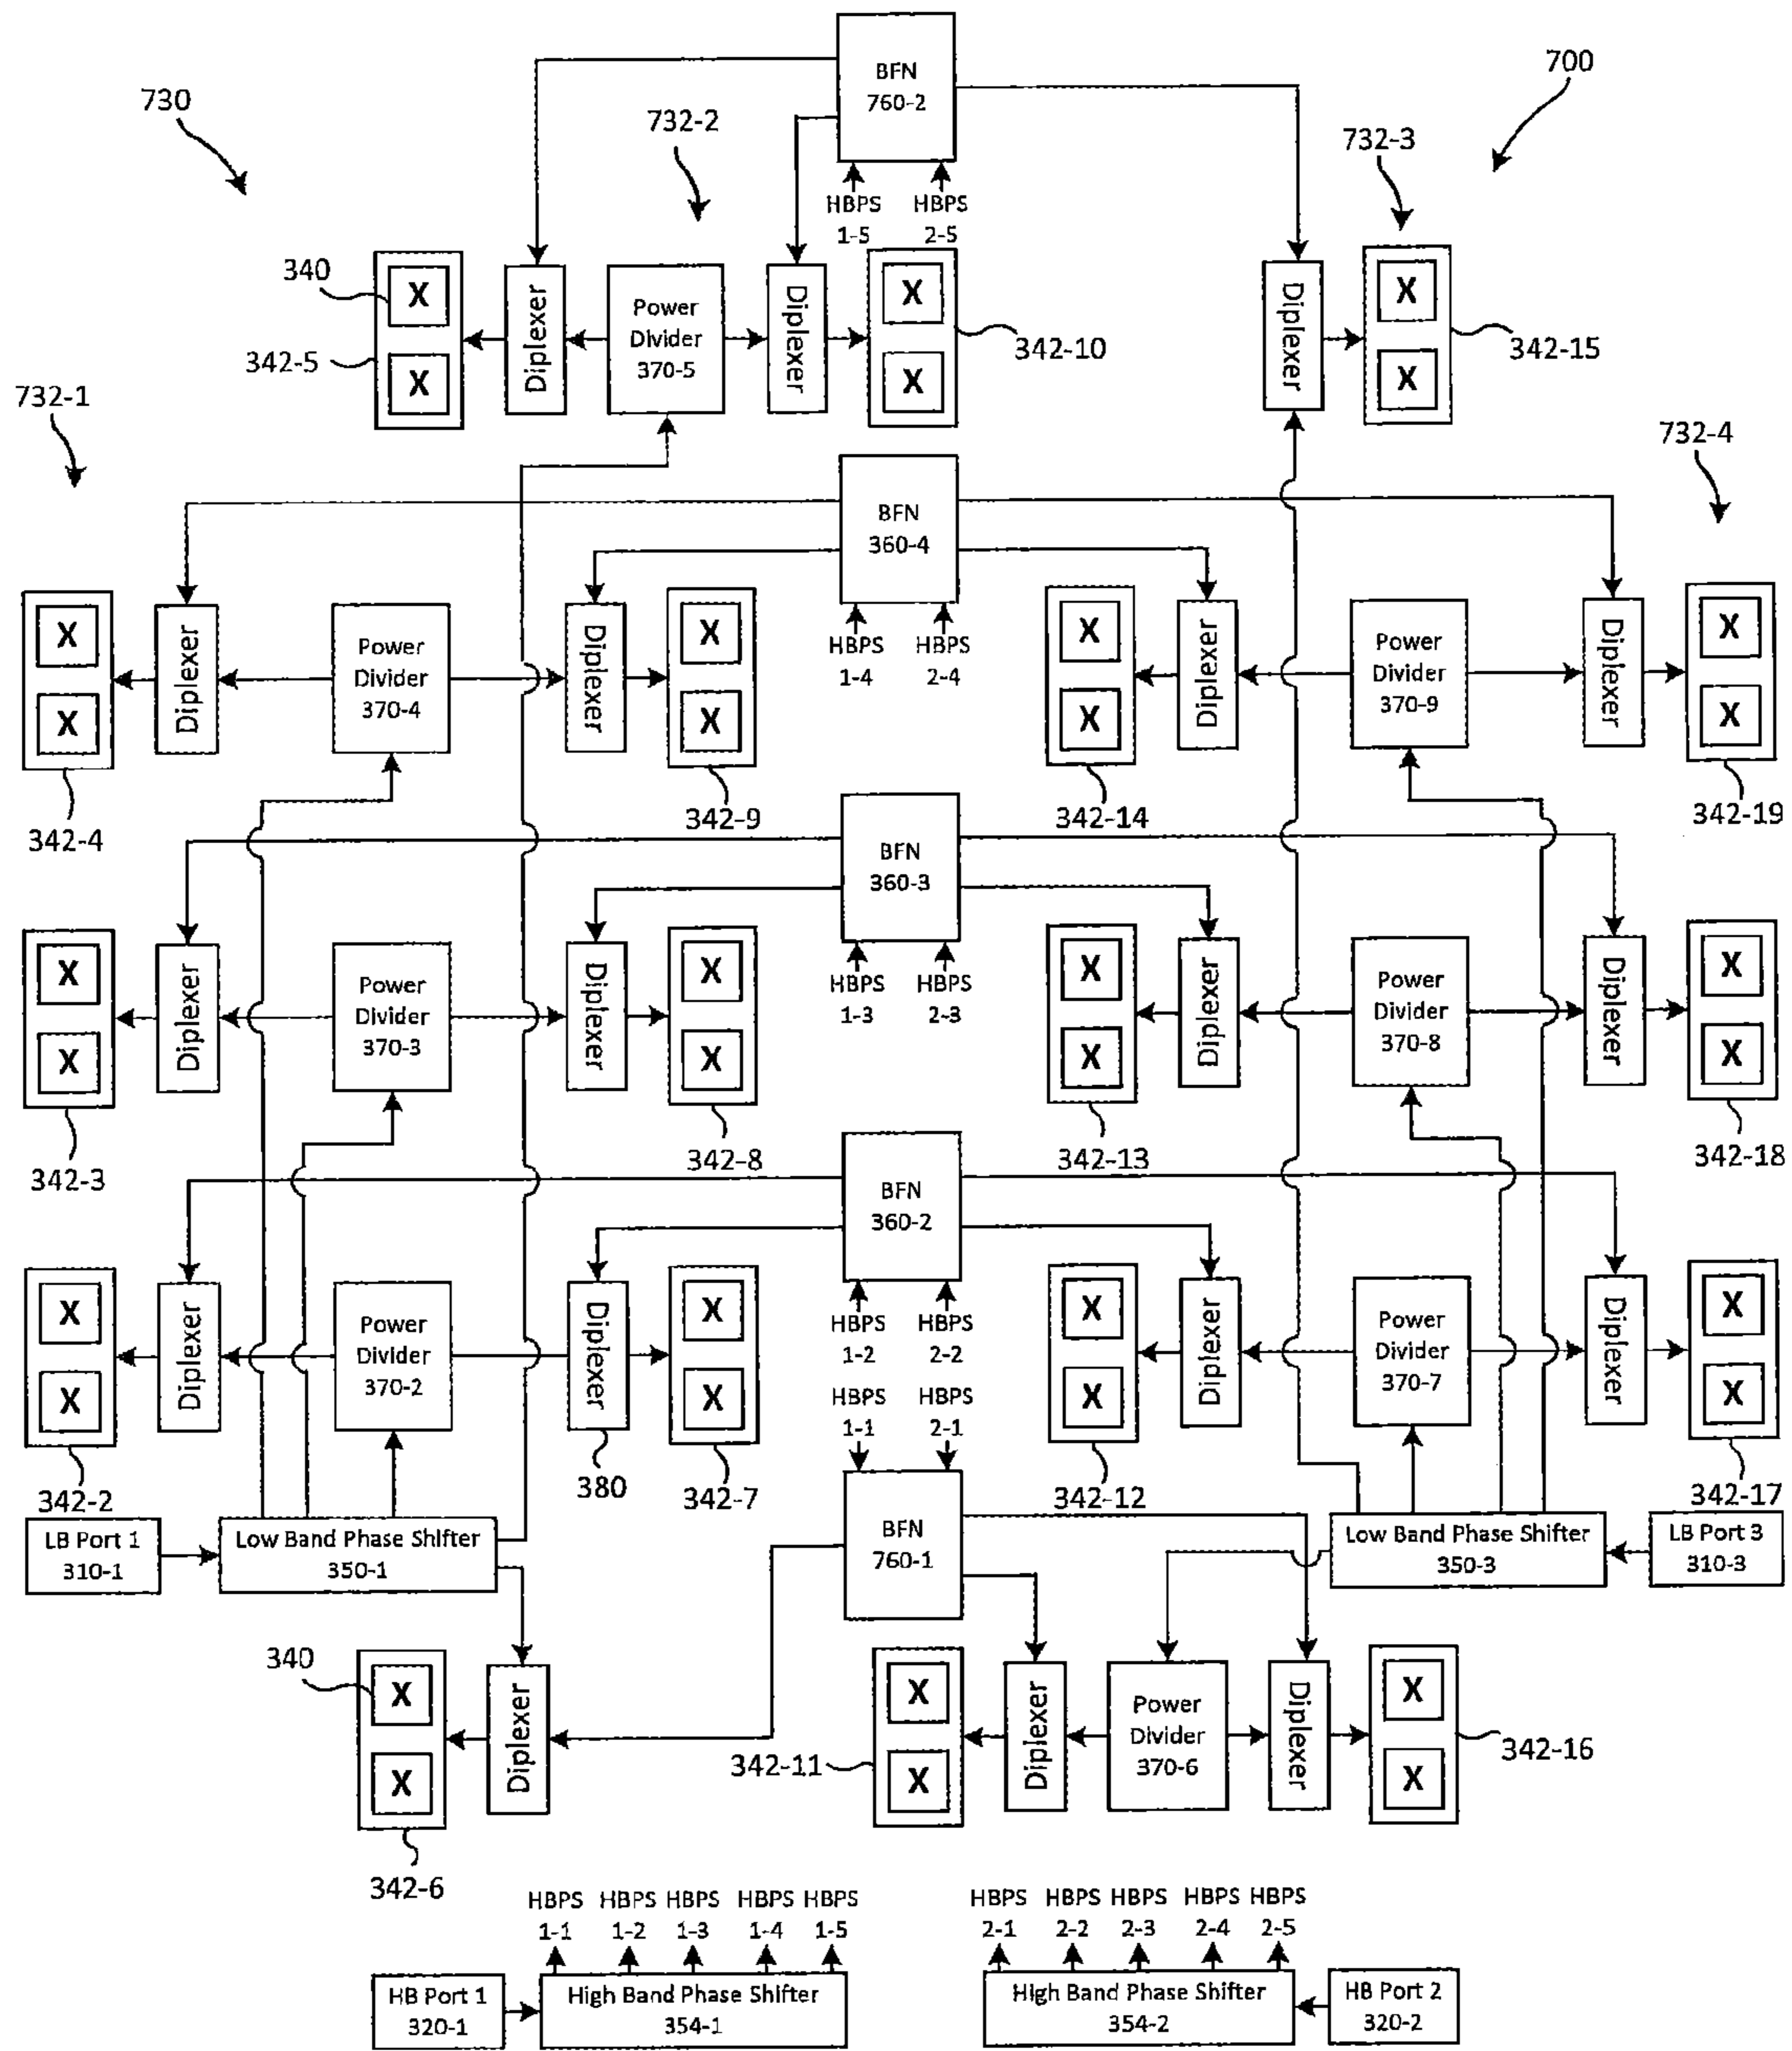 BFN
760-2
700
730
732-2
732-3
HBPS
1-5
HBPS
2-5
340
X
X
342-5
Diplexer
Power
Divider
370-5
Diplexer
X
X
342-10
Diplexer
X
X
342-15
732-1
732-4
BFN
360-4
HBPS
1-4
HBPS
2-4
X
X
342-4
Diplexer
Power
Divider
370-4
Diplexer
X
X
342-9
X
X
342-14
Diplexer
Power
Divider
370-9
Diplexer
X
X
342-19
BFN
360-3
HBPS
1-3
HBPS
2-3
X
X
342-3
Diplexer
Power
Divider
370-3
Diplexer
X
X
342-8
X
X
342-13
Diplexer
Power
Divider
370-8
Diplexer
X
X
342-18
BFN
360-2
HBPS
1-2
HBPS
2-2
X
X
342-2
Diplexer
Power
Divider
370-2
Diplexer
380
X
X
342-7
X
X
342-12
Diplexer
Power
Divider
370-7
Diplexer
X
X
342-17
HBPS
1-1
HBPS
2-1
BFN
760-1
LB Port 1
310-1
Low Band Phase Shifter
350-1
Low Band Phase Shifter
350-3
LB Port 3
310-3
340
X
X
342-6
Diplexer
342-11
X
X
Diplexer
Power
Divider
370-6
Diplexer
X
X
342-16
HBPS
1-1
HBPS
1-2
HBPS
1-3
HBPS
1-4
HBPS
1-5
HBPS
2-1
HBPS
2-2
HBPS
2-3
HBPS
2-4
HBPS
2-5
HB Port 1
320-1
High Band Phase Shifter
354-1
High Band Phase Shifter
354-2
HB Port 2
320-2